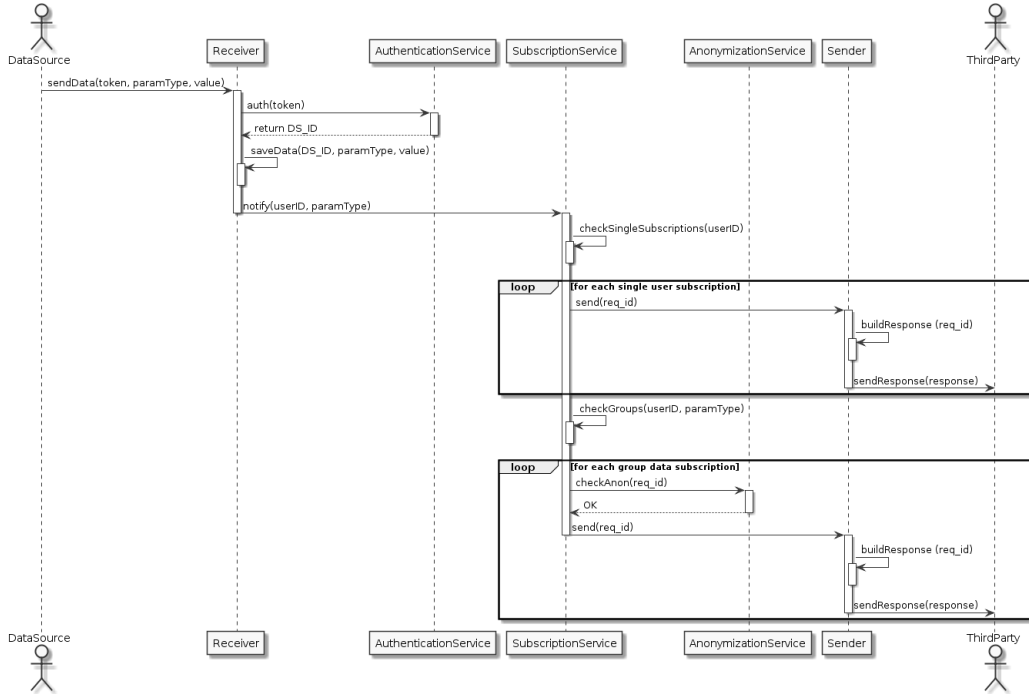 DataSource
Receiver
AuthenticationService
SubscriptionService
AnonymizationService
Sender
ThirdParty
sendData(token, paramType, value)
auth(token)
return DS_ID
saveData(DS_ID, paramType, value)
notify(userID, paramType)
checkSingleSubscriptions(userID)
loop
[for each single user subscription]
send(req_id)
buildResponse (req_id)
sendResponse(response)
checkGroups(userID, paramType)
loop
[for each group data subscription]
checkAnon(req_id)
OK
send(req_id)
buildResponse (req_id)
sendResponse(response)
DataSource
Receiver
AuthenticationService
SubscriptionService
AnonymizationService
Sender
ThirdParty